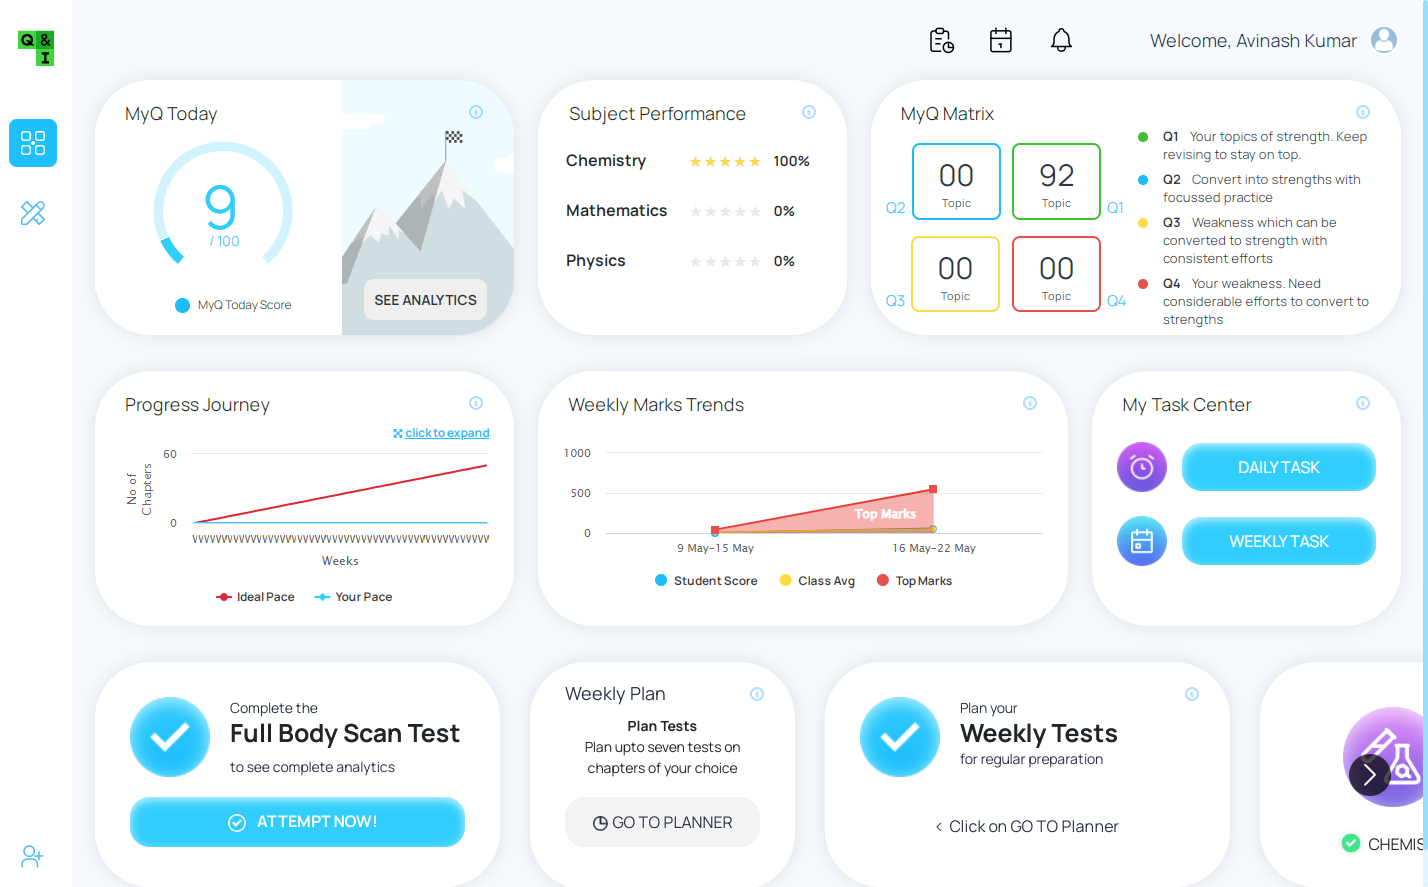 Q &
I
Welcome, Avinash Kumar
MyQ Today
9
/ 100
MyQ Today Score
SEE ANALYTICS
Subject Performance
Chemistry 100%
Mathematics 0%
Physics 0%
MyQ Matrix
00
Topic
92
Topic
Q2
Q1
00
Topic
00
Topic
Q3
Q4
Q1 Your topics of strength. Keep
revising to stay on top.
Q2 Convert into strengths with
focussed practice
Q3 Weakness which can be
converted to strength with
consistent efforts
Q4 Your weakness. Need
considerable efforts to convert to
strengths
Progress Journey
click to expand
No of
Chapters
60
0
Weeks
Ideal Pace Your Pace
Weekly Marks Trends
1000
500
0
Top Marks
9 May-15 May 16 May-22 May
Student Score Class Avg Top Marks
My Task Center
DAILY TASK
WEEKLY TASK
Complete the
Full Body Scan Test
to see complete analytics
ATTEMPT NOW!
Weekly Plan
Plan Tests
Plan upto seven tests on
chapters of your choice
GO TO PLANNER
Plan your
Weekly Tests
for regular preparation
< Click on GO TO Planner
CHEMIS